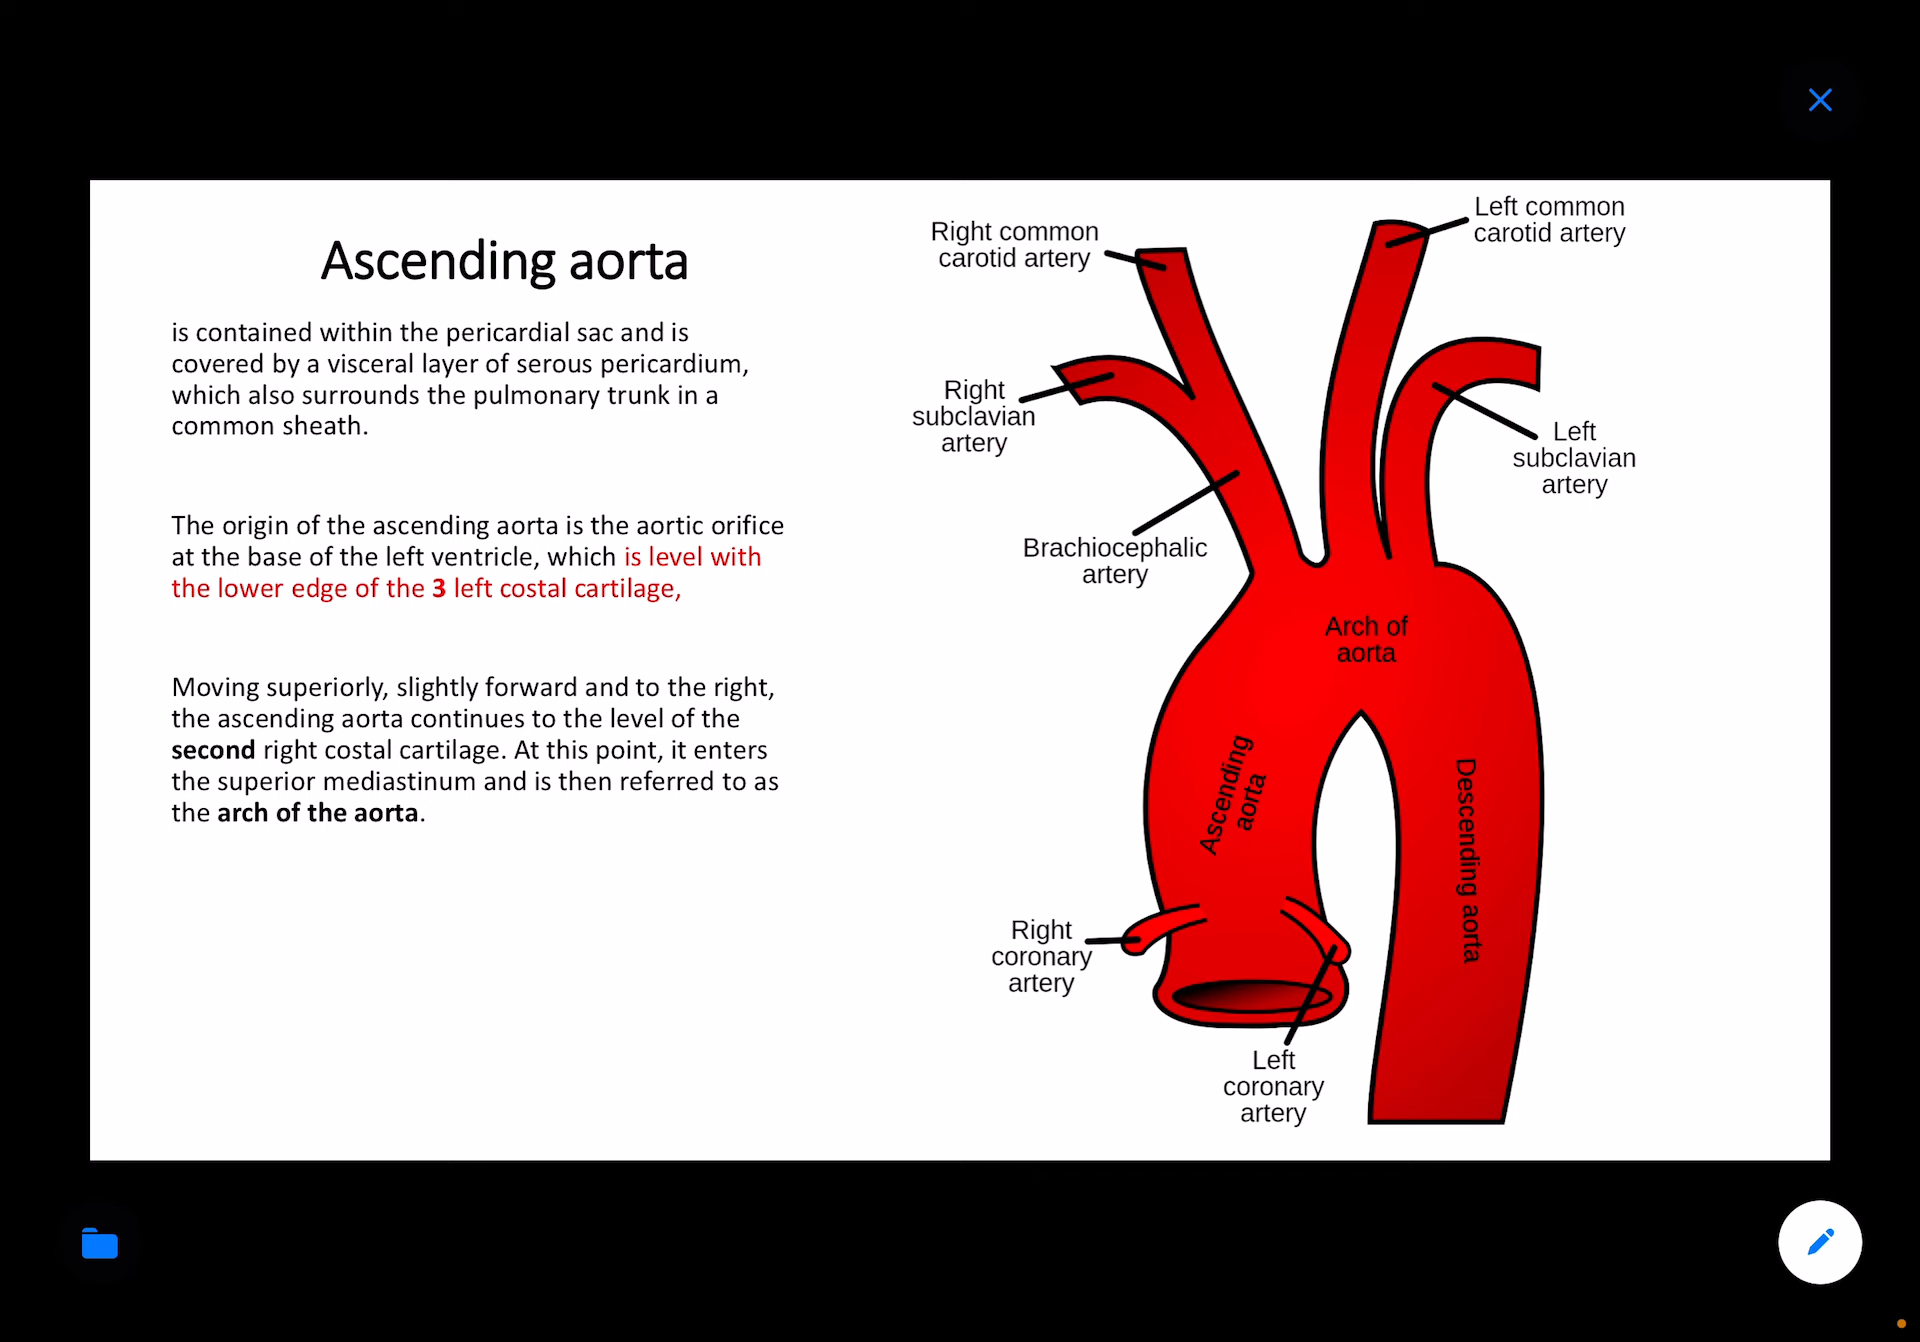 Ascending aorta
is contained within the pericardial sac and is
covered by a visceral layer of serous pericardium,
which also surrounds the pulmonary trunk in a
common sheath.
The origin of the ascending aorta is the aortic orifice
at the base of the left ventricle, which is level with
the lower edge of the 3 left costal cartilage,
Moving superiorly, slightly forward and to the right,
the ascending aorta continues to the level of the
second right costal cartilage. At this point, it enters
the superior mediastinum and is then referred to as
the arch of the aorta.
Right common
carotid artery
Left common
carotid artery
Right
subclavian
artery
Left
subclavian
artery
Brachiocephalic
artery
Arch of
aorta
Ascending
aorta
Descending aorta
Right
coronary
artery
Left
coronary
artery